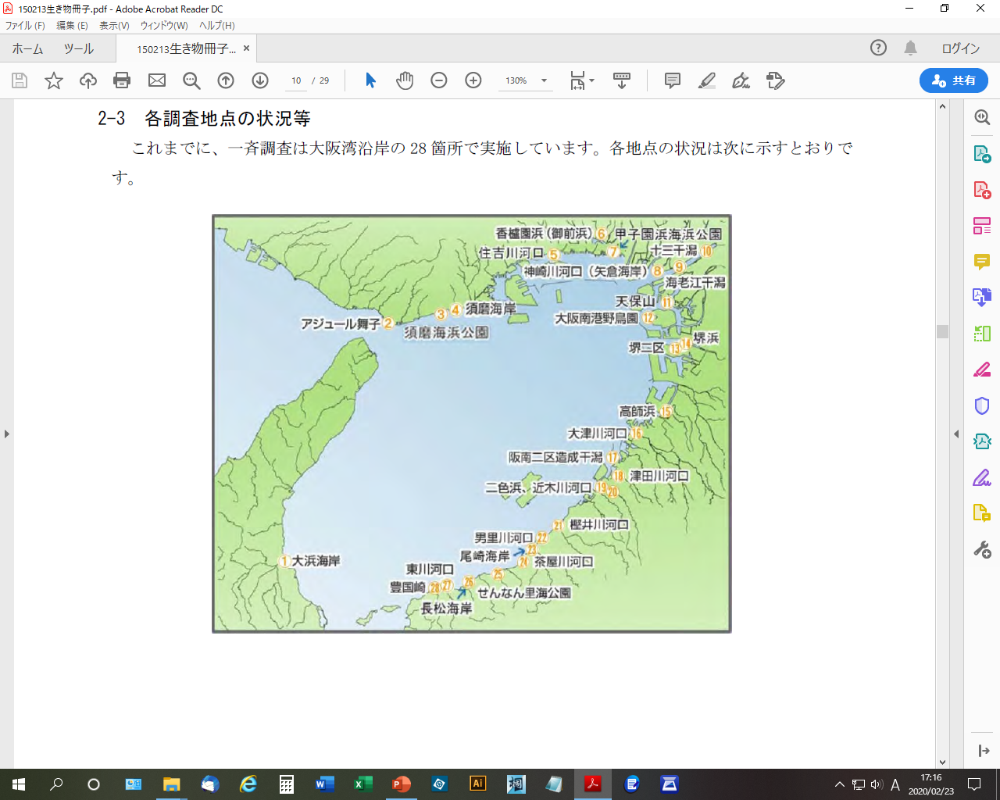 150213生き物冊子.pdf - Adobe Acrobat Reader DC
ファイル(F) 編集(E) 表示(V) ウィンドウ(W) ヘルプ(H)
ホーム ツール 150213生き物冊子... × ログイン
10 / 29 130% 共有
2-3 各調査地点の状況等
これまでに、一斉調査は大阪湾沿岸の 28 箇所で実施しています。各地点の状況は次に示すとおりで
す。
香櫨園浜(御前浜) ⑥ 甲子園浜海浜公園
住吉川河口 ⑤ ⑦ 十三干潟 ⑩
神崎川河口(矢倉海岸) ⑧ ⑨
海老江干潟
天保山 ⑪
③ ④ 須磨海岸
大阪南港野鳥園 ⑫
アジュール舞子 ②
須磨海浜公園
堺二区 ⑬ ⑭ 堺浜
高師浜 ⑮
大津川河口 ⑯
阪南二区造成干潟 ⑰
⑱ 津田川河口
二色浜、近木川河口 ⑲ ⑳
㉑ 樫井川河口
男里川河口 ㉒
尾崎海岸 ㉓
① 大浜海岸
㉔ 茶屋川河口
東川河口
㉕
豊国崎 ㉘ ㉗ ㉖
せんなん里海公園
長松海岸
A 17:16
2020/02/23